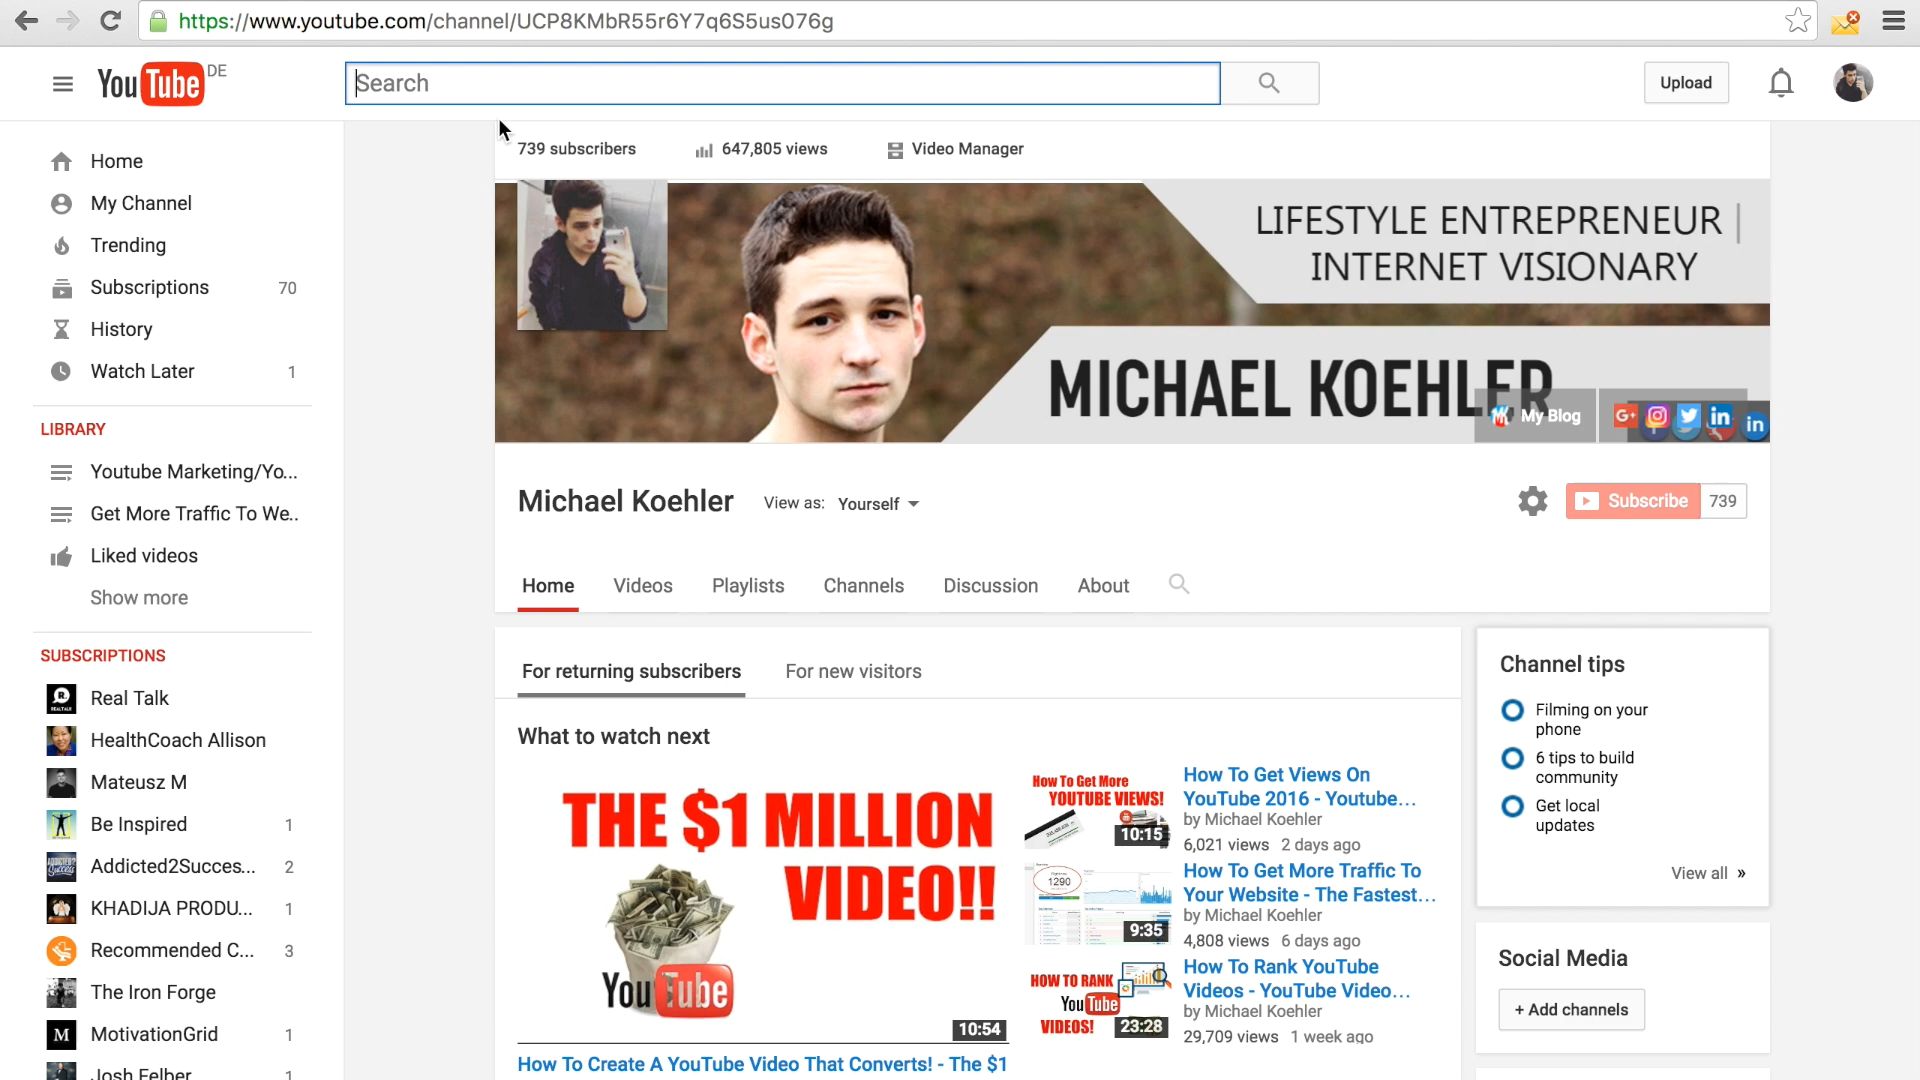 https://www.youtube.com/channel/UCP8KMbR55r6Y7q6S5us076g
YouTube DE
Search
Upload
Home
My Channel
Trending
Subscriptions 70
History
Watch Later 1
LIBRARY
Youtube Marketing/Yo...
Get More Traffic To We..
Liked videos
Show more
SUBSCRIPTIONS
Real Talk
HealthCoach Allison
Mateusz M
Be Inspired 1
Addicted2Succes... 2
KHADIJA PRODU... 1
Recommended C... 3
The Iron Forge
MotivationGrid 1
Josh Felber 1
739 subscribers 647,805 views Video Manager
LIFESTYLE ENTREPRENEUR |
INTERNET VISIONARY
MICHAEL KOEHLER
My Blog
Michael Koehler View as: Yourself
Subscribe 739
Home Videos Playlists Channels Discussion About
For returning subscribers For new visitors
What to watch next
THE $1 MILLION
VIDEO!!
YouTube
10:54
How To Create A YouTube Video That Converts! - The $1
How To Get More
YOUTUBE VIEWS!
10:15
How To Get Views On
YouTube 2016 - Youtube...
by Michael Koehler
6,021 views 2 days ago
1290
9:35
How To Get More Traffic To
Your Website - The Fastest...
by Michael Koehler
4,808 views 6 days ago
HOW TO RANK
YouTube
VIDEOS!
23:28
How To Rank YouTube
Videos - YouTube Video...
by Michael Koehler
29,709 views 1 week ago
Channel tips
Filming on your
phone
6 tips to build
community
Get local
updates
View all »
Social Media
+ Add channels